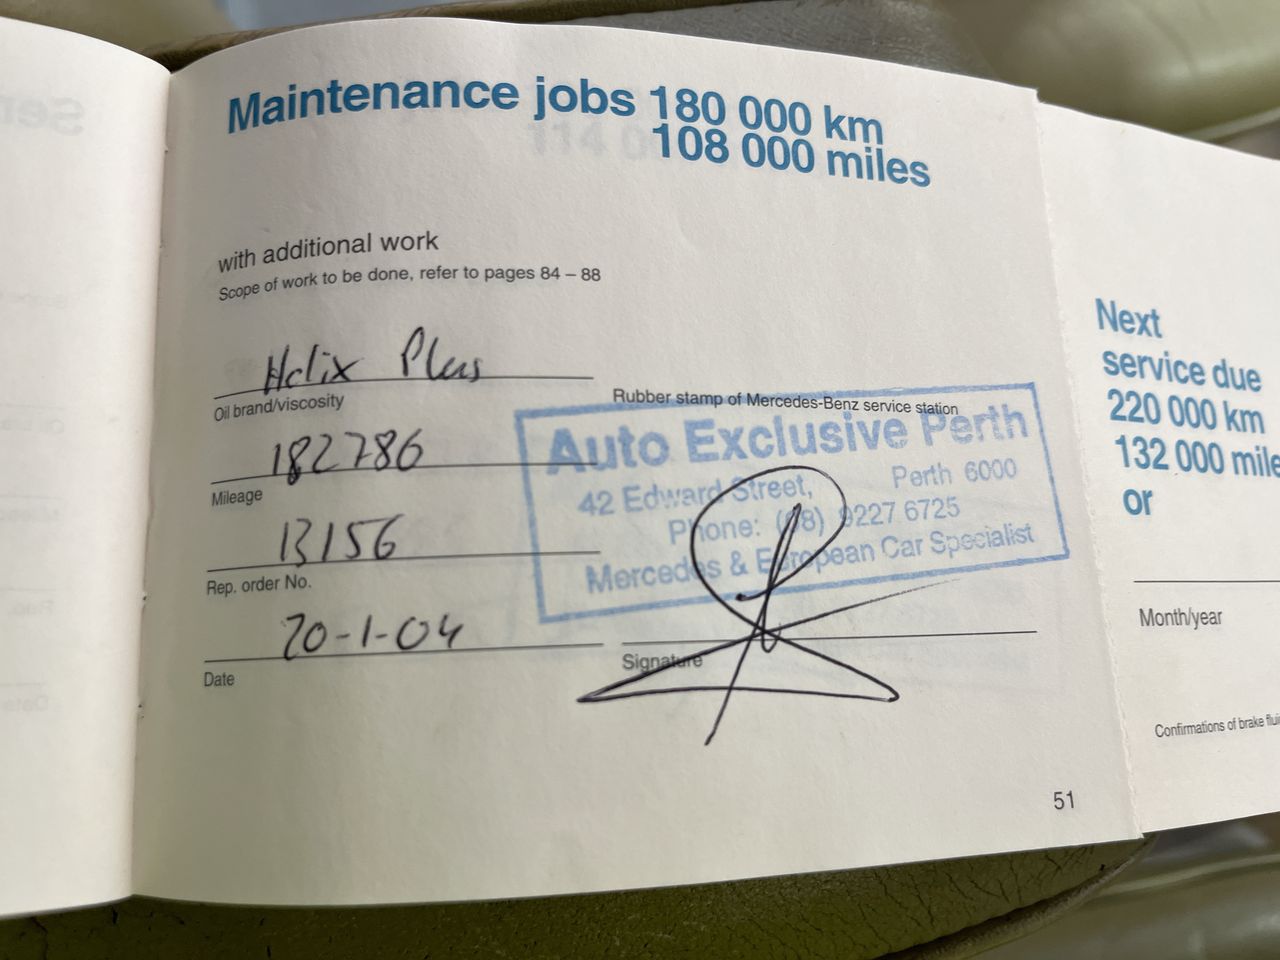 Maintenance jobs 180 000 km
108 000 miles
with additional work
Scope of work to be done, refer to pages 84 – 88
Helix Plus
Oil brand/viscosity
182786
Mileage
13156
Rep. order No.
20-1-04
Date
Rubber stamp of Mercedes-Benz service station
Auto Exclusive Perth
42 Edward Street, Perth 6000
Phone: (08) 9227 6725
Mercedes & European Car Specialist
Signature
51
Next
service due
220 000 km
132 000 mile
or
Month/year
Confirmations of brake flui